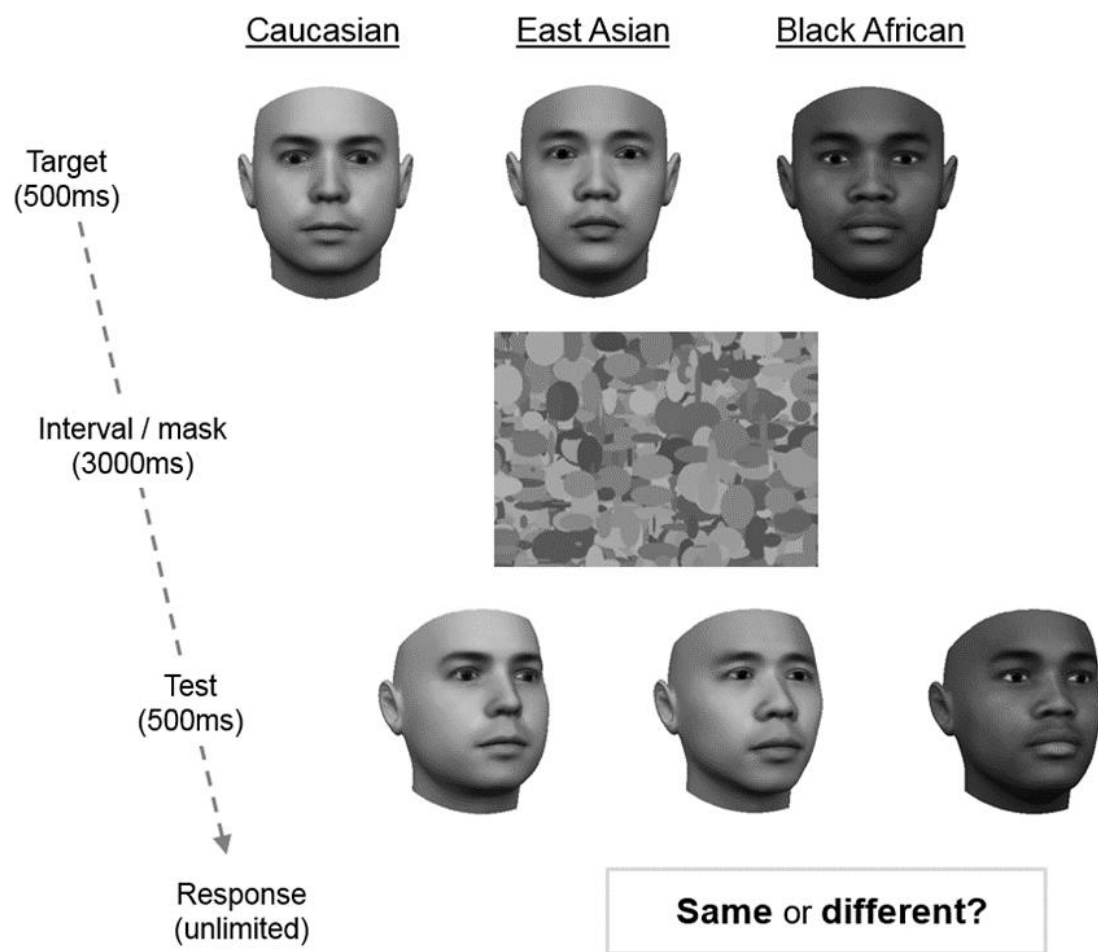 Caucasian East Asian Black African
Target
(500ms)
Interval / mask
(3000ms)
Test
(500ms)
Response
(unlimited)
Same or different?